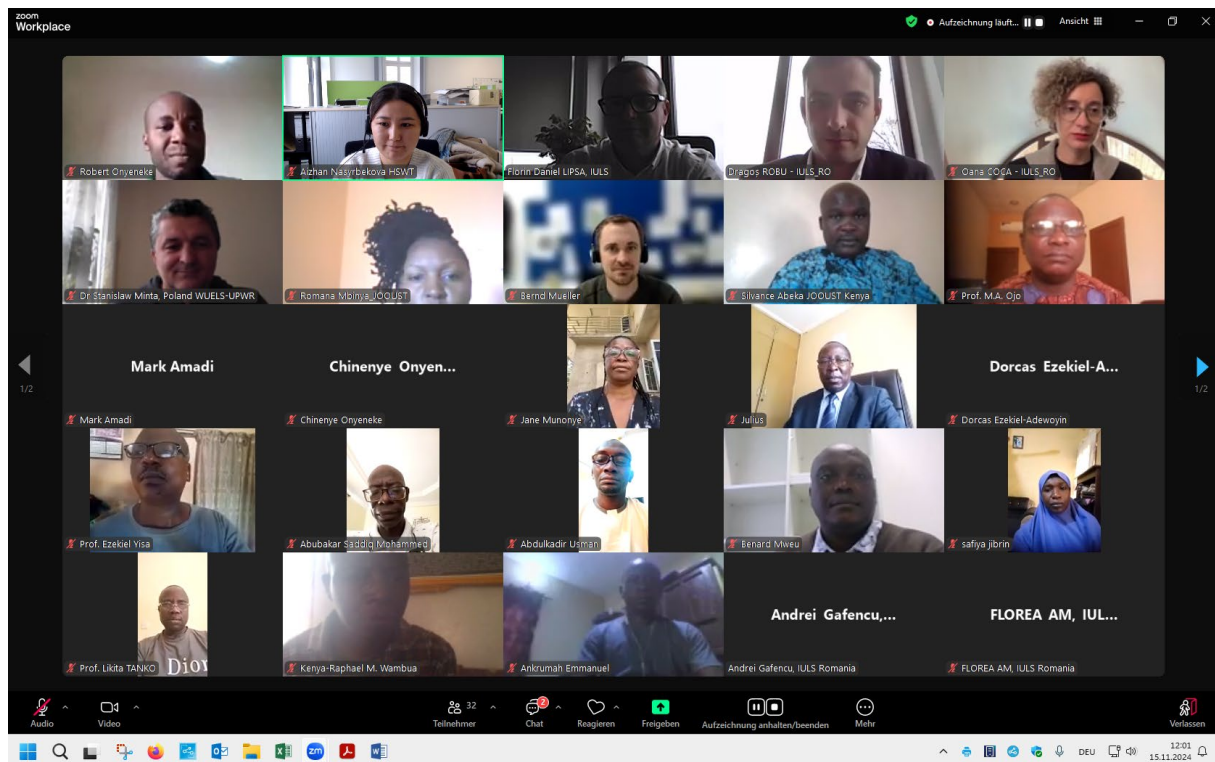 zoom
Workplace
Aufzeichnung läuft...
Ansicht
Robert Onyeneke
Aizhan Nasyrbekova HSWT
Florin Daniel LIPSA, IULS
Dragos ROBU - IULS_RO
Oana COCA - IULS_RO
Dr Stanislaw Minta, Poland WUELS-UPWR
Romana Mbinya_JOOUST
Bernd Mueller
Silvance Abeka JOOUST Kenya
Prof. M.A. Ojo
Mark Amadi
Chinenye Onyen...
Dorcas Ezekiel-A...
1/2
1/2
Mark Amadi
Chinenye Onyeneke
Jane Munonye
Julius
Dorcas Ezekiel-Adewoyin
Prof. Ezekiel Yisa
Abubakar Saddiq Mohammed
Abdulkadir Usman
Benard Mweu
safiya jibrin
Andrei Gafencu,...
FLOREA AM, IUL...
Dior
Prof. Likita TANKO
Kenya-Raphael M. Wambua
Ankrumah Emmanuel
Andrei Gafencu, IULS Romania
FLOREA AM, IULS Romania
32
2
Audio
Video
Teilnehmer
Chat
Reagieren
Freigeben
Aufzeichnung anhalten/beenden
Mehr
Verlassen
zm
DEU
12:01
15.11.2024